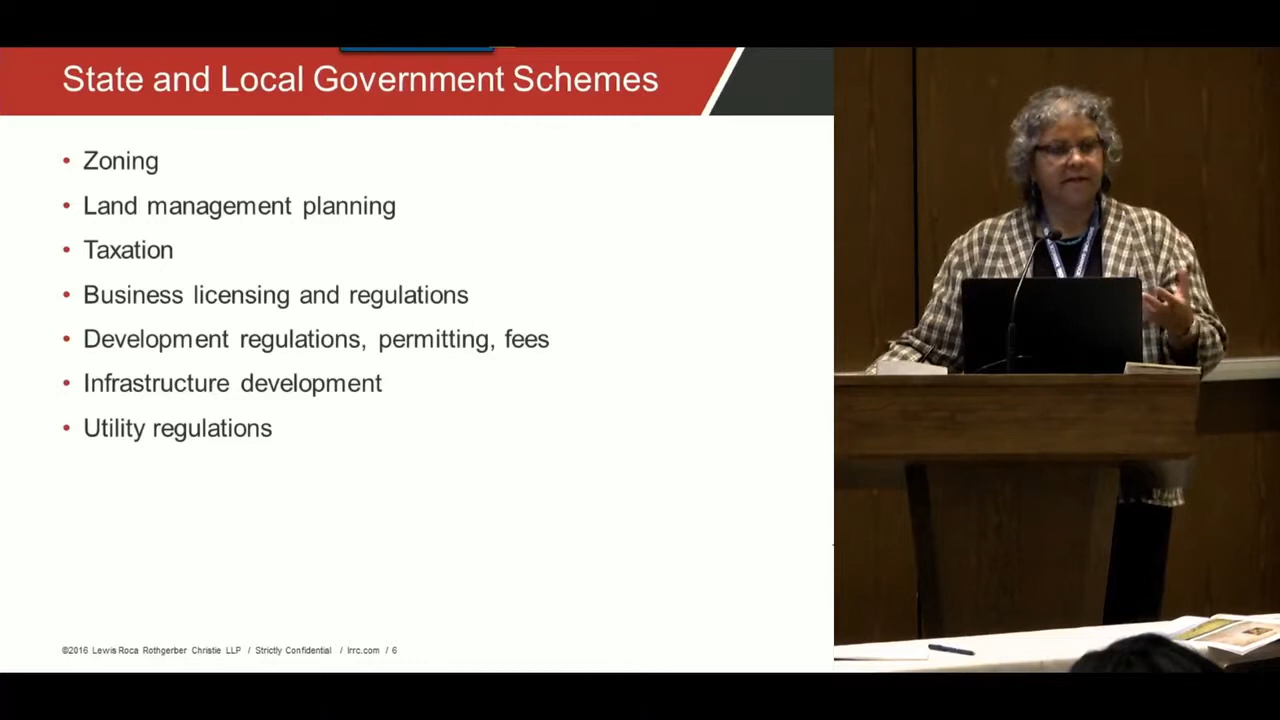 State and Local Government Schemes
• Zoning
• Land management planning
• Taxation
• Business licensing and regulations
• Development regulations, permitting, fees
• Infrastructure development
• Utility regulations
©2016 Lewis Roca Rothgerber Christie LLP / Strictly Confidential / lrrc.com / 6